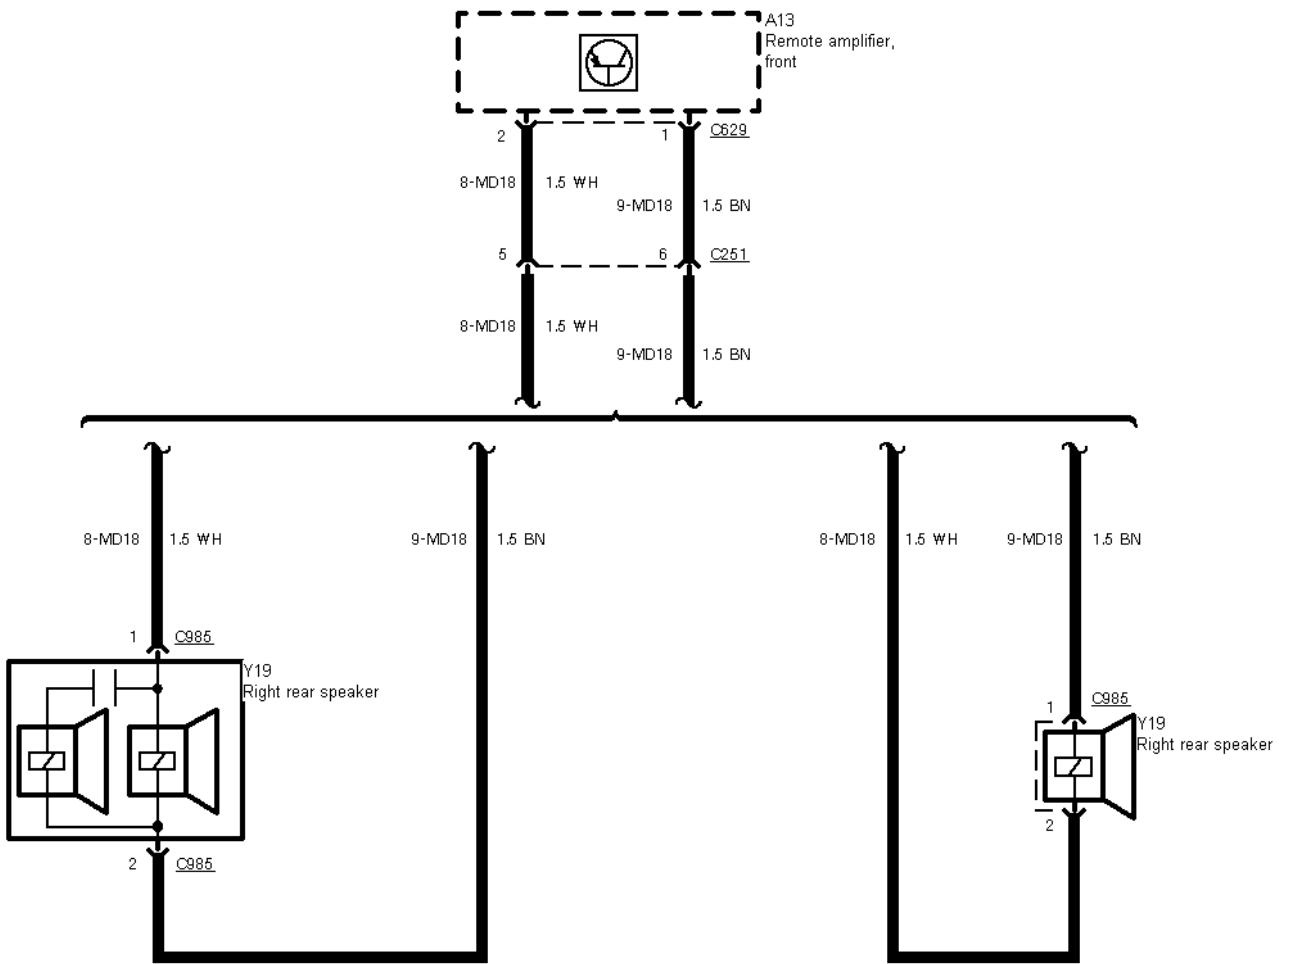 A13
Remote amplifier,
front
2
1
C629
8-MD18
1.5 WH
9-MD18
1.5 BN
5
6
C251
8-MD18
1.5 WH
9-MD18
1.5 BN
8-MD18
1.5 WH
9-MD18
1.5 BN
8-MD18
1.5 WH
9-MD18
1.5 BN
1
C985
Y19
Right rear speaker
2
C985
1
C985
Y19
Right rear speaker
2